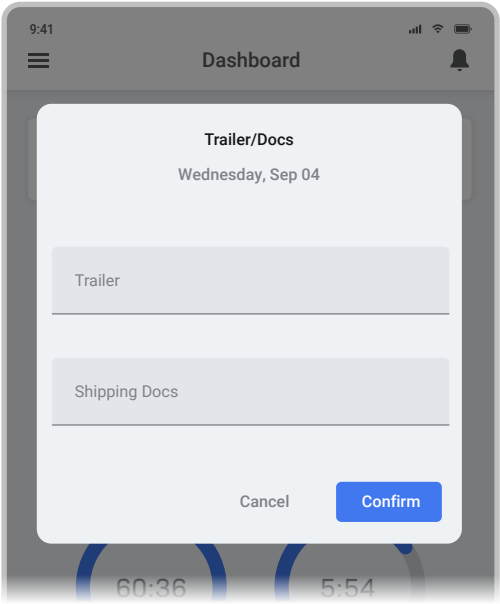 9:41
Dashboard
Trailer/Docs
Wednesday, Sep 04
Trailer
Shipping Docs
Cancel Confirm
60:36 5:54